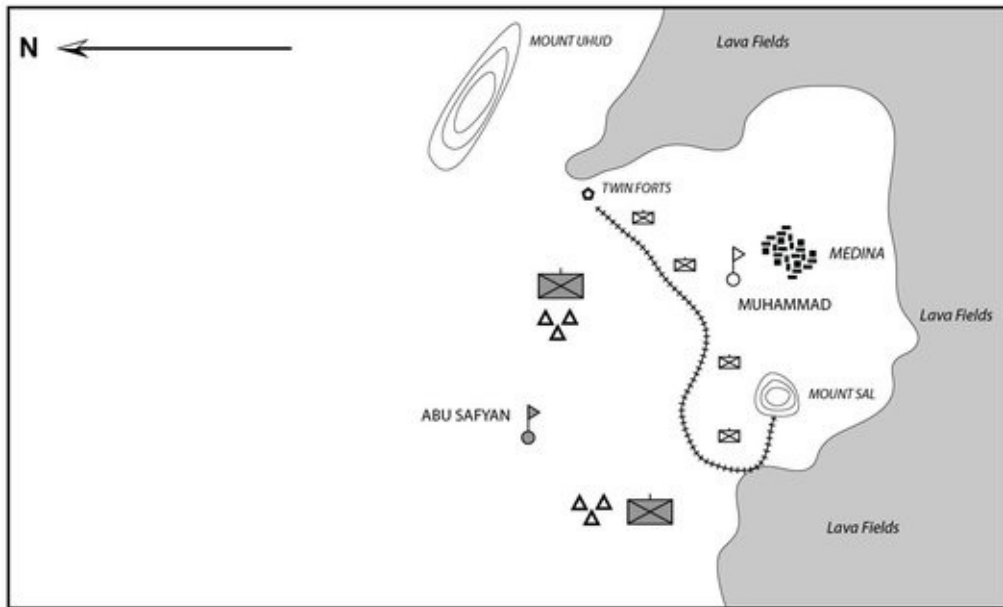 N
MOUNT UHUD
Lava Fields
TWIN FORTS
MEDINA
MUHAMMAD
Lava Fields
MOUNT SAL
ABU SAFYAN
Lava Fields